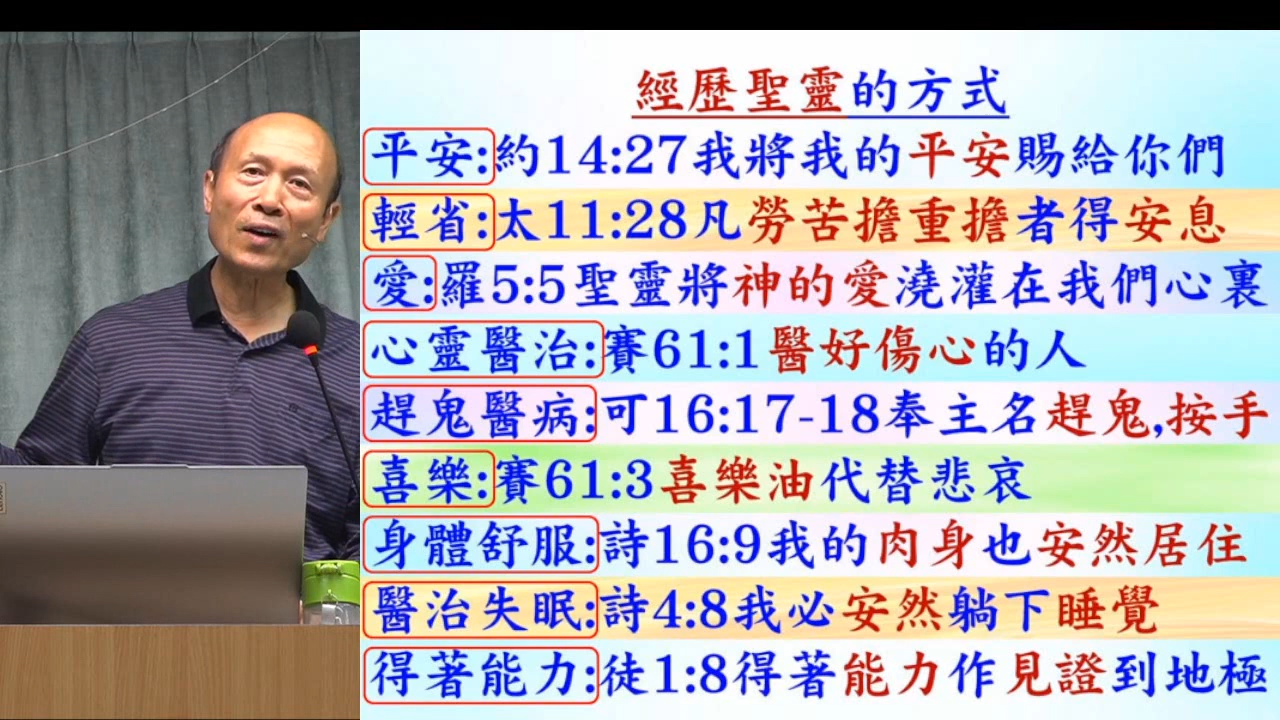 經歷聖靈的方式
平安:約14:27我將我的平安賜給你們
輕省:太11:28凡勞苦擔重擔者得安息
愛:羅5:5聖靈將神的愛澆灌在我們心裏
心靈醫治:賽61:1醫好傷心的人
趕鬼醫病:可16:17-18奉主名趕鬼,按手
喜樂:賽61:3喜樂油代替悲哀
身體舒服:詩16:9我的肉身也安然居住
醫治失眠:詩4:8我必安然躺下睡覺
得著能力:徒1:8得著能力作見證到地極